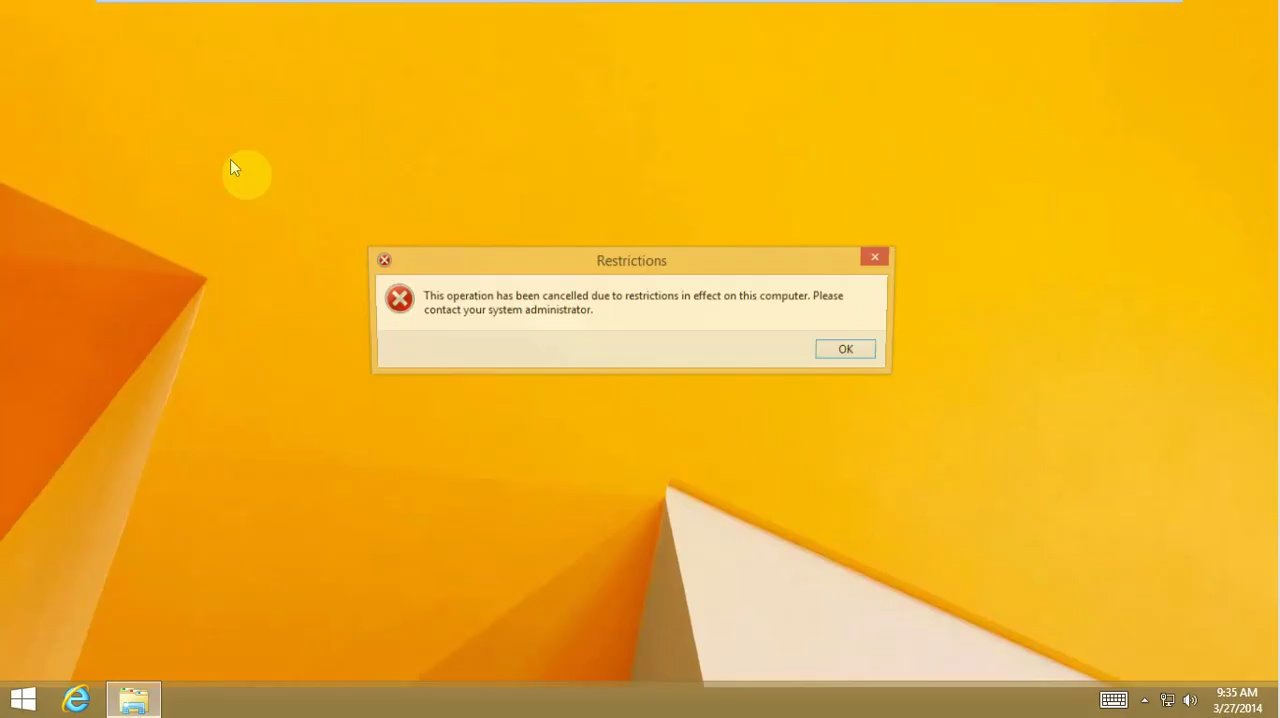 Restrictions
This operation has been cancelled due to restrictions in effect on this computer. Please
contact your system administrator.
OK
9:35 AM
3/27/2014